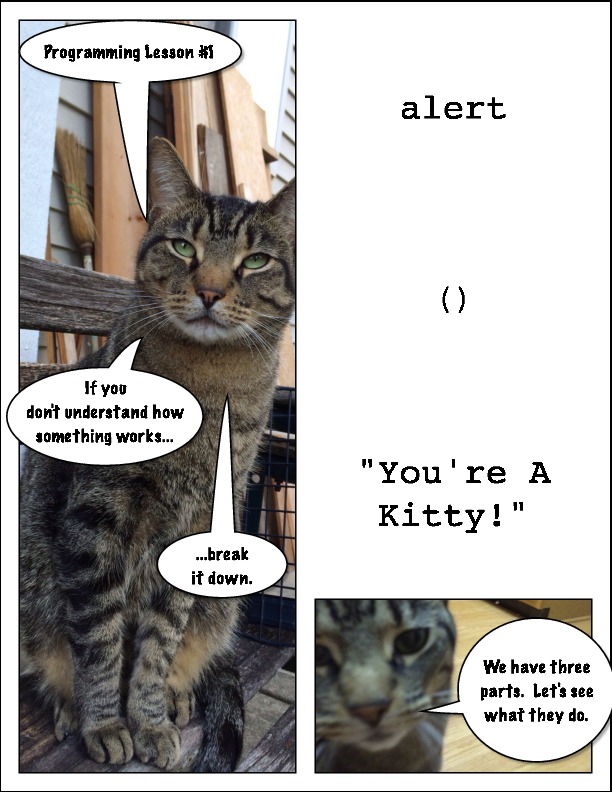 Programming Lesson #1
If you
don't understand how
something works...
...break
it down.
alert
()
"You're A
Kitty!"
We have three
parts. Let's see
what they do.